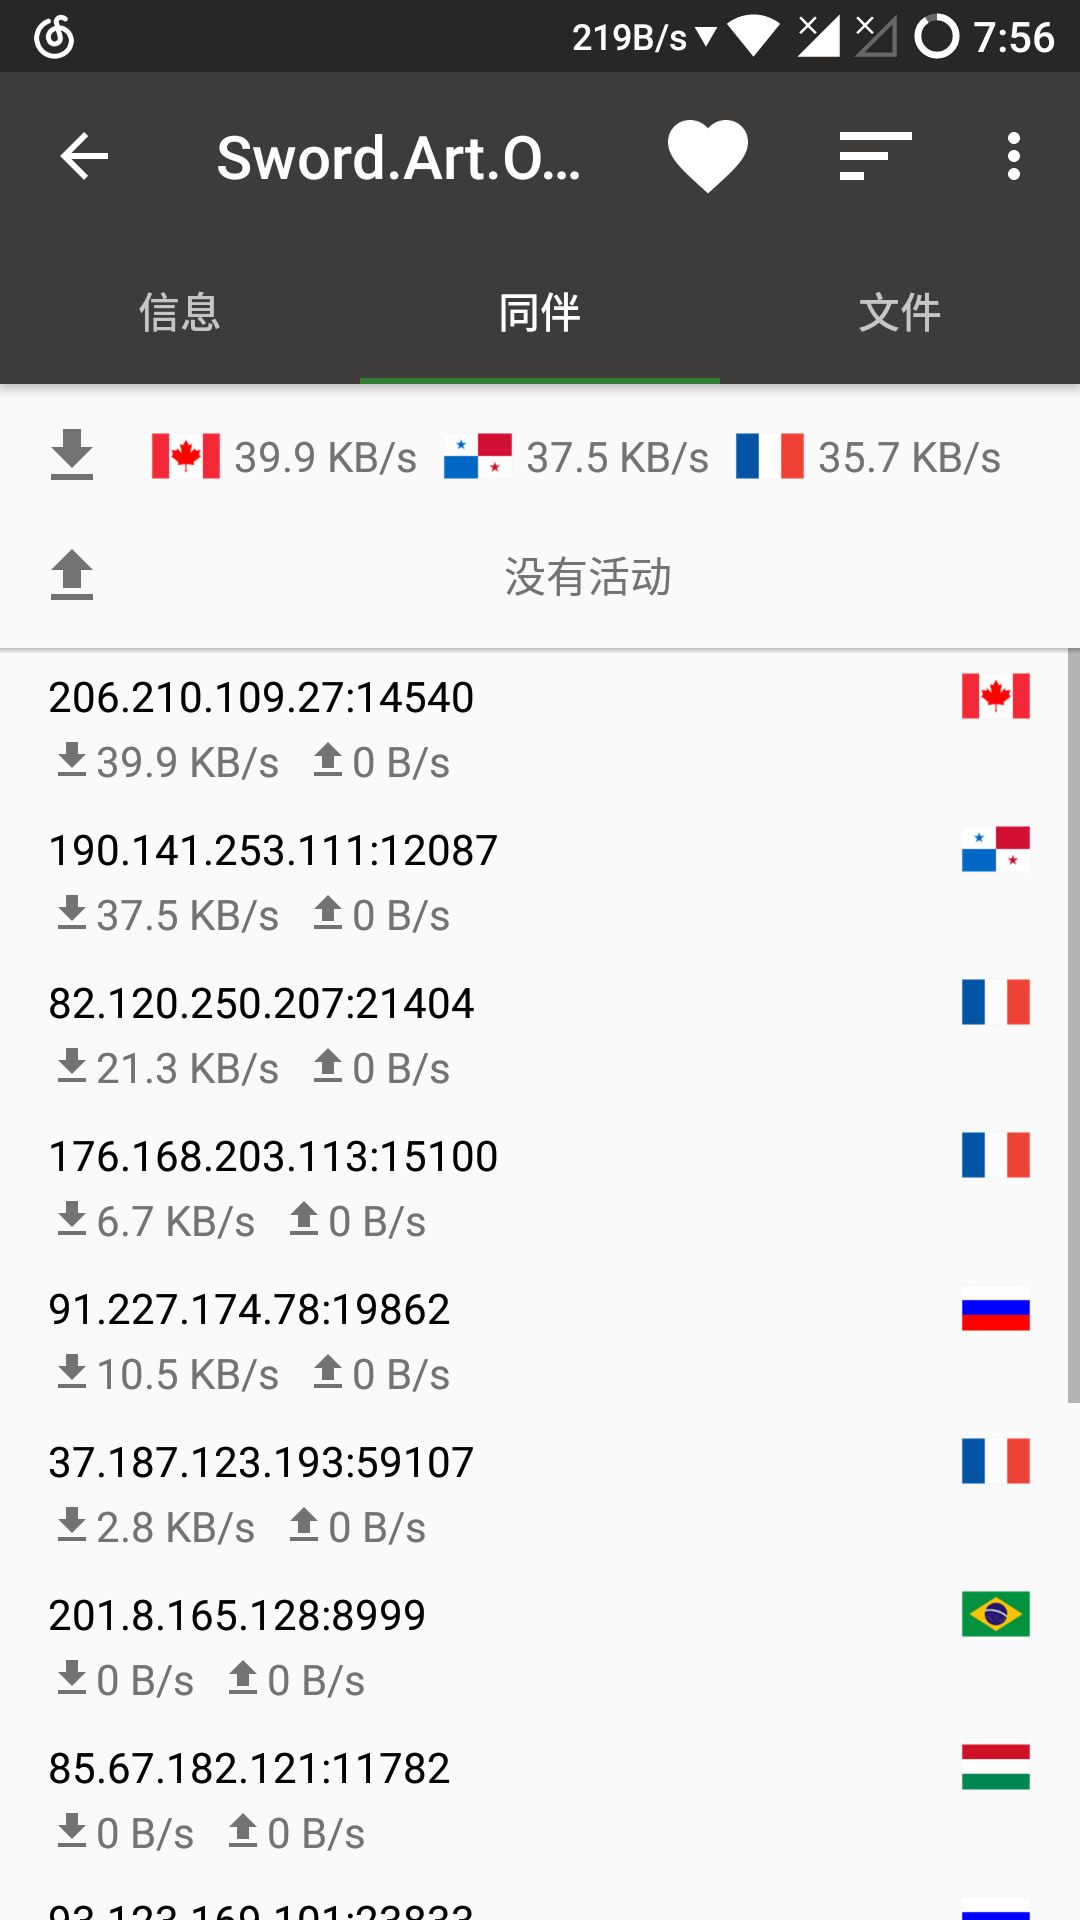 219B/s 7:56
Sword.Art.O...
信息 同伴 文件
39.9 KB/s 37.5 KB/s 35.7 KB/s
没有活动
206.210.109.27:14540
39.9 KB/s 0 B/s
190.141.253.111:12087
37.5 KB/s 0 B/s
82.120.250.207:21404
21.3 KB/s 0 B/s
176.168.203.113:15100
6.7 KB/s 0 B/s
91.227.174.78:19862
10.5 KB/s 0 B/s
37.187.123.193:59107
2.8 KB/s 0 B/s
201.8.165.128:8999
0 B/s 0 B/s
85.67.182.121:11782
0 B/s 0 B/s